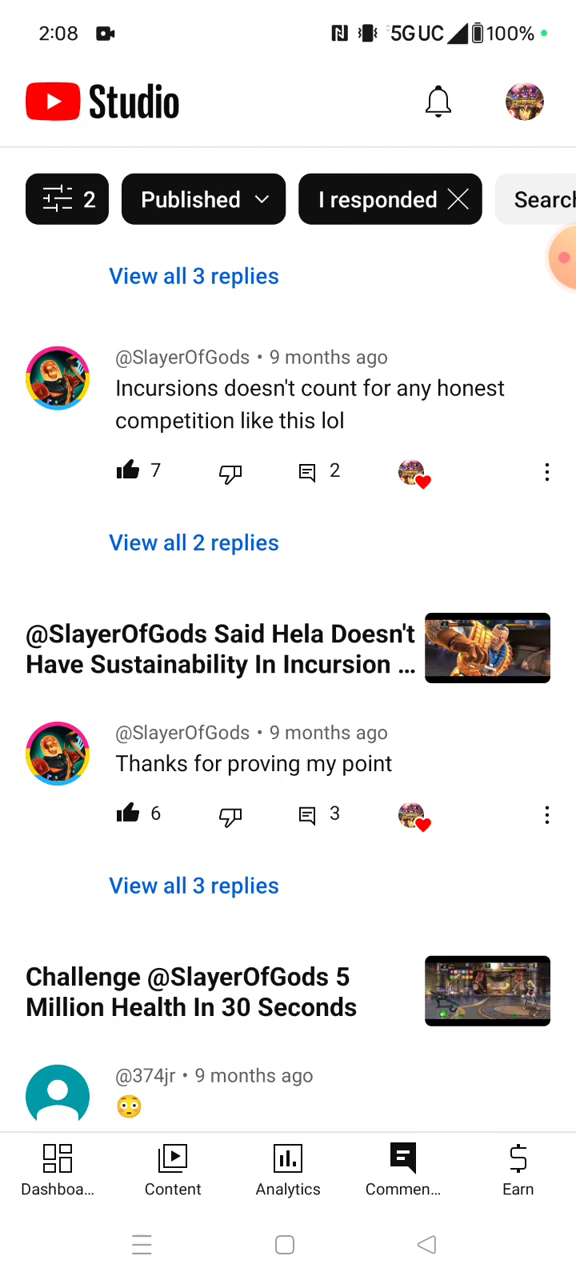 2:08 5G UC 100%
Studio
2 Published I responded Search
View all 3 replies
@SlayerOfGods • 9 months ago
Incursions doesn't count for any honest
competition like this lol
7 2
View all 2 replies
@SlayerOfGods Said Hela Doesn't
Have Sustainability In Incursion ...
@SlayerOfGods • 9 months ago
Thanks for proving my point
6 3
View all 3 replies
Challenge @SlayerOfGods 5
Million Health In 30 Seconds
@374jr • 9 months ago
😳
Dashboa... Content Analytics Commen... Earn